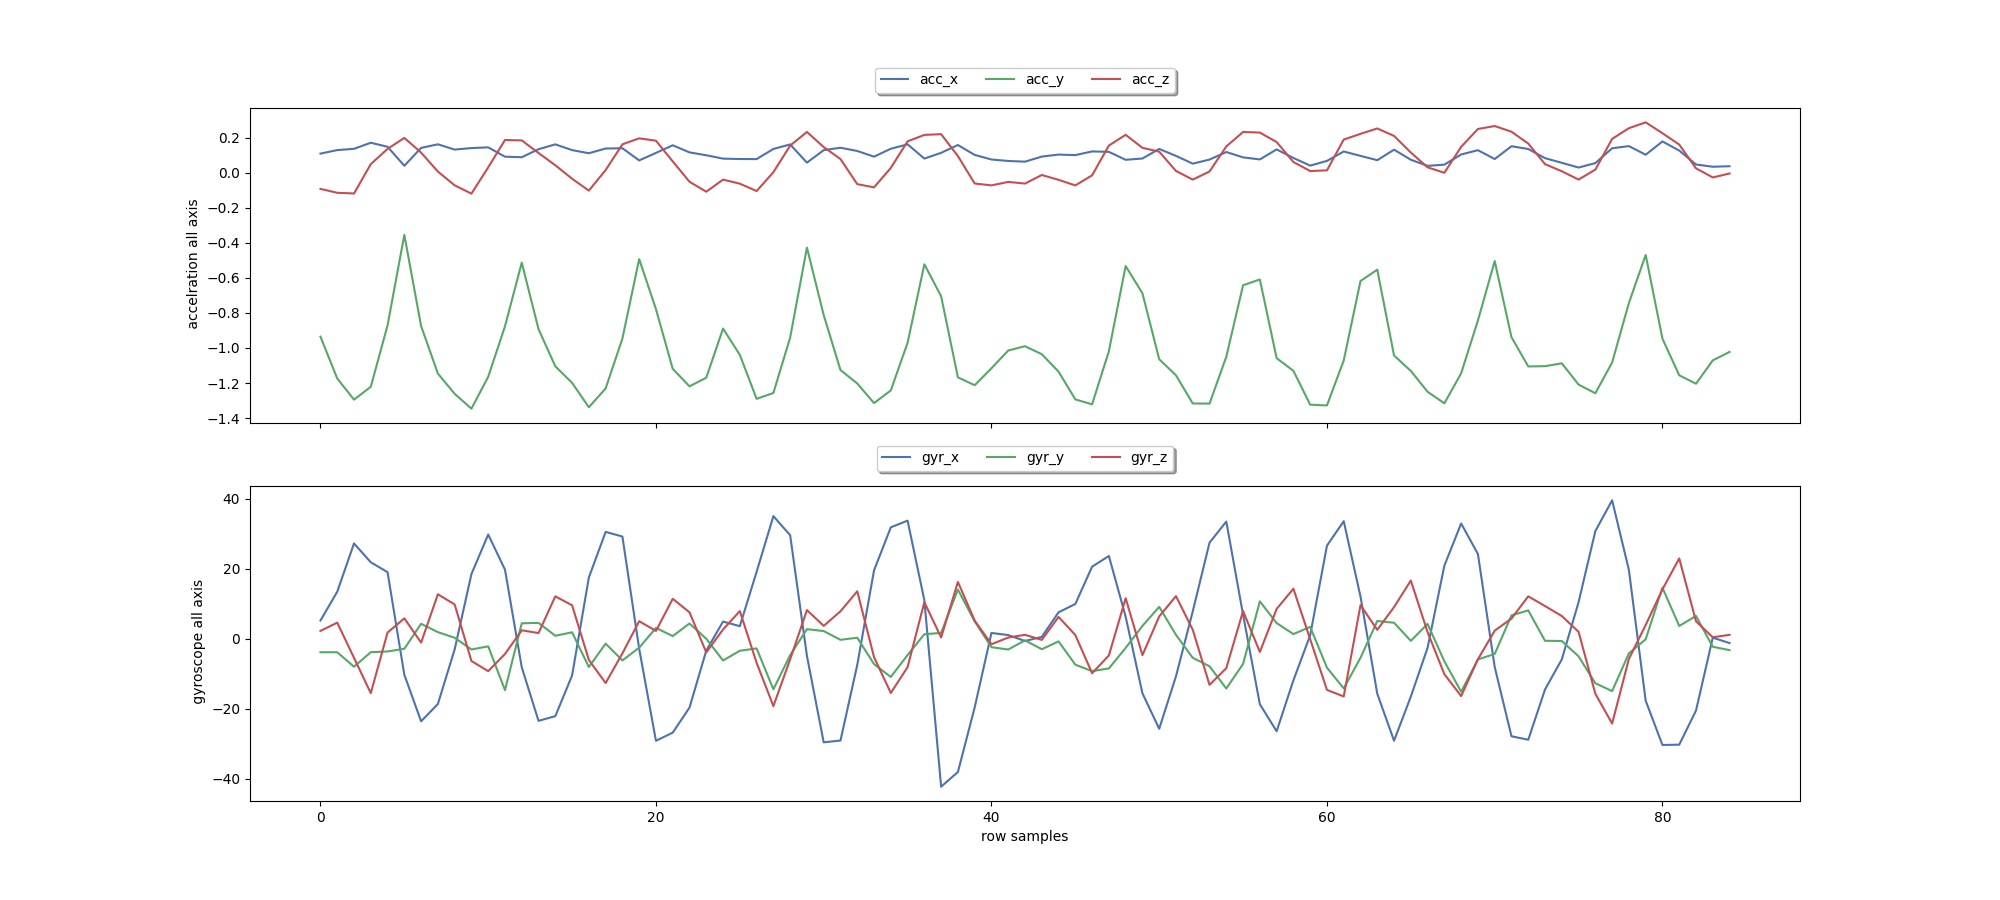 acc_x acc_y acc_z
0.2
0.0
−0.2
−0.4
−0.6
−0.8
−1.0
−1.2
−1.4
acceelration all axis
gyr_x gyr_y gyr_z
40
20
0
−20
−40
gyroscope all axis
0 20 40 60 80
row samples